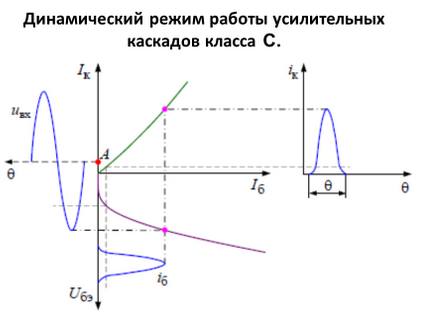 Динамический режим работы усилительных
каскадов класса С.
Iк
iк
uвх
A
θ
Iб
θ
θ
iб
Uбэ